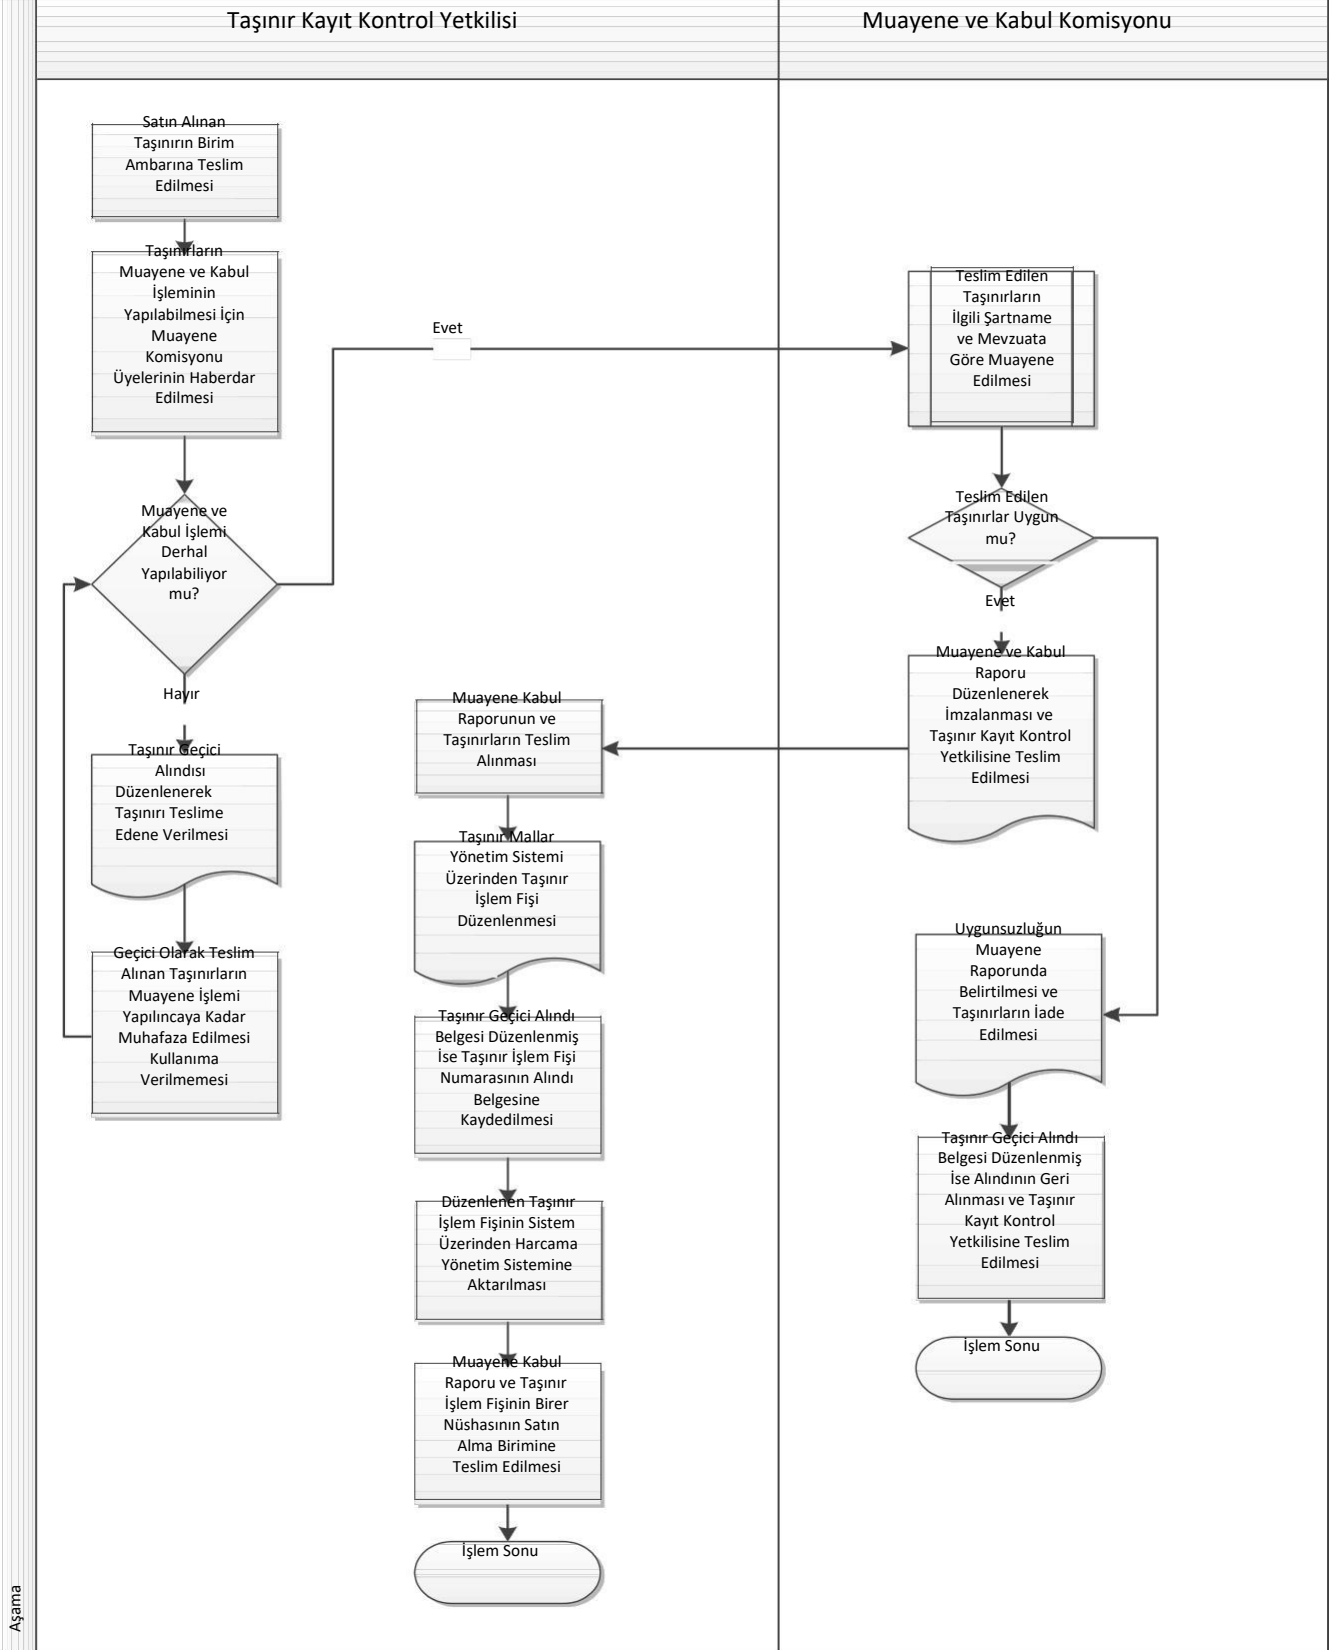 Taşınır Kayıt Kontrol Yetkilisi
Muayene ve Kabul Komisyonu
Satın Alınan
Taşınırın Birim
Ambarına Teslim
Edilmesi
Taşınırların
Muayene ve Kabul
İşleminin
Yapılabilmesi İçin
Muayene
Komisyonu
Üyelerinin Haberdar
Edilmesi
Muayene ve
Kabul İşlemi
Derhal
Yapılabiliyor
mu?
Evet
Hayır
Taşınır Geçici
Alındısı
Düzenlenerek
Taşınırı Teslime
Edene Verilmesi
Geçici Olarak Teslim
Alınan Taşınırların
Muayene İşlemi
Yapılıncaya Kadar
Muhafaza Edilmesi
Kullanıma
Verilmemesi
Teslim Edilen
Taşınırların
İlgili Şartname
ve Mevzuata
Göre Muayene
Edilmesi
Teslim Edilen
Taşınırlar Uygun
mu?
Evet
Muayene ve Kabul
Raporu
Düzenlenerek
İmzalanması ve
Taşınır Kayıt Kontrol
Yetkilisine Teslim
Edilmesi
Muayene Kabul
Raporunun ve
Taşınırların Teslim
Alınması
Taşınır Mallar
Yönetim Sistemi
Üzerinden Taşınır
İşlem Fişi
Düzenlenmesi
Taşınır Geçici Alındı
Belgesi Düzenlenmiş
İse Taşınır İşlem Fişi
Numarasının Alındı
Belgesine
Kaydedilmesi
Düzenlenen Taşınır
İşlem Fişinin Sistem
Üzerinden Harcama
Yönetim Sistemine
Aktarılması
Muayene Kabul
Raporu ve Taşınır
İşlem Fişinin Birer
Nüshasının Satın
Alma Birimine
Teslim Edilmesi
İşlem Sonu
Uygunsuzluğun
Muayene
Raporunda
Belirtilmesi ve
Taşınırların İade
Edilmesi
Taşınır Geçici Alındı
Belgesi Düzenlenmiş
İse Alındının Geri
Alınması ve Taşınır
Kayıt Kontrol
Yetkilisine Teslim
Edilmesi
İşlem Sonu
Aşama